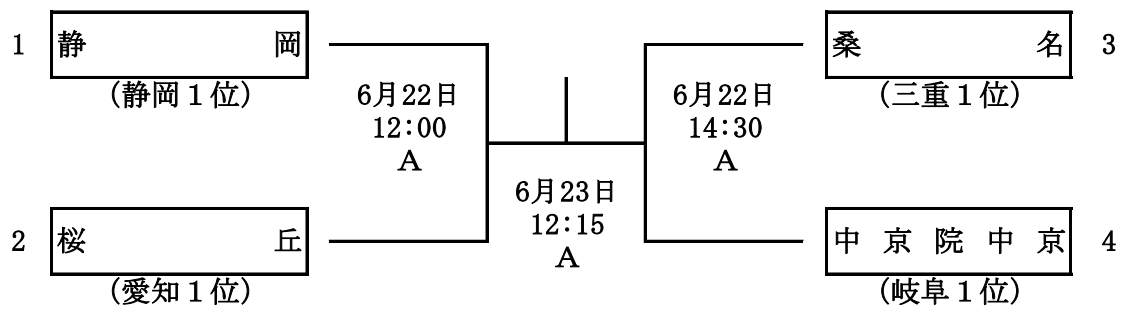 1 静岡
(静岡1位)
6月22日
12:00
A
2 桜丘
(愛知1位)
6月23日
12:15
A
桑名 3
(三重1位)
6月22日
14:30
A
中京院中京 4
(岐阜1位)